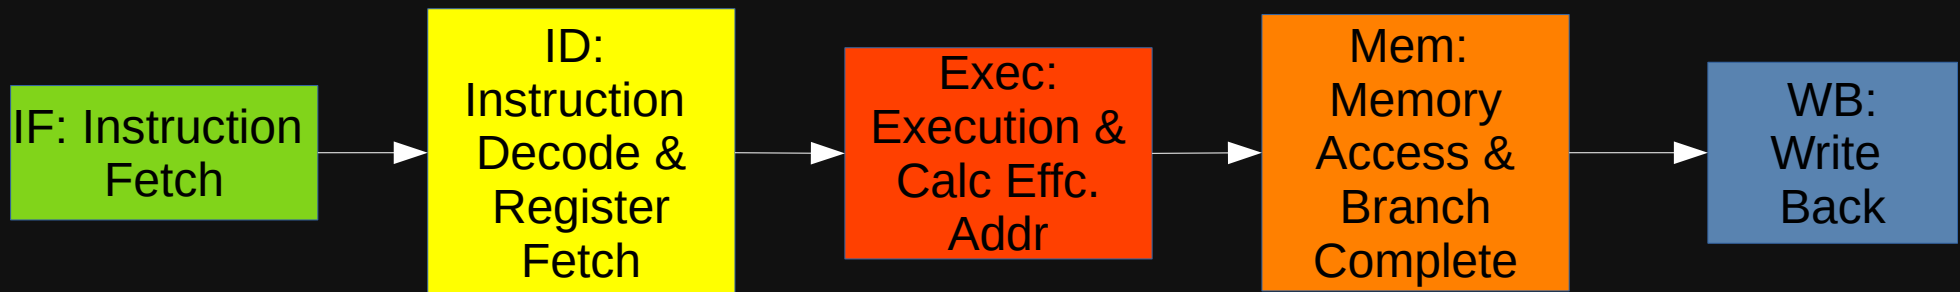 IF: Instruction
Fetch
ID:
Instruction
Decode &
Register
Fetch
Exec:
Execution &
Calc Effc.
Addr
Mem:
Memory
Access &
Branch
Complete
WB:
Write
Back